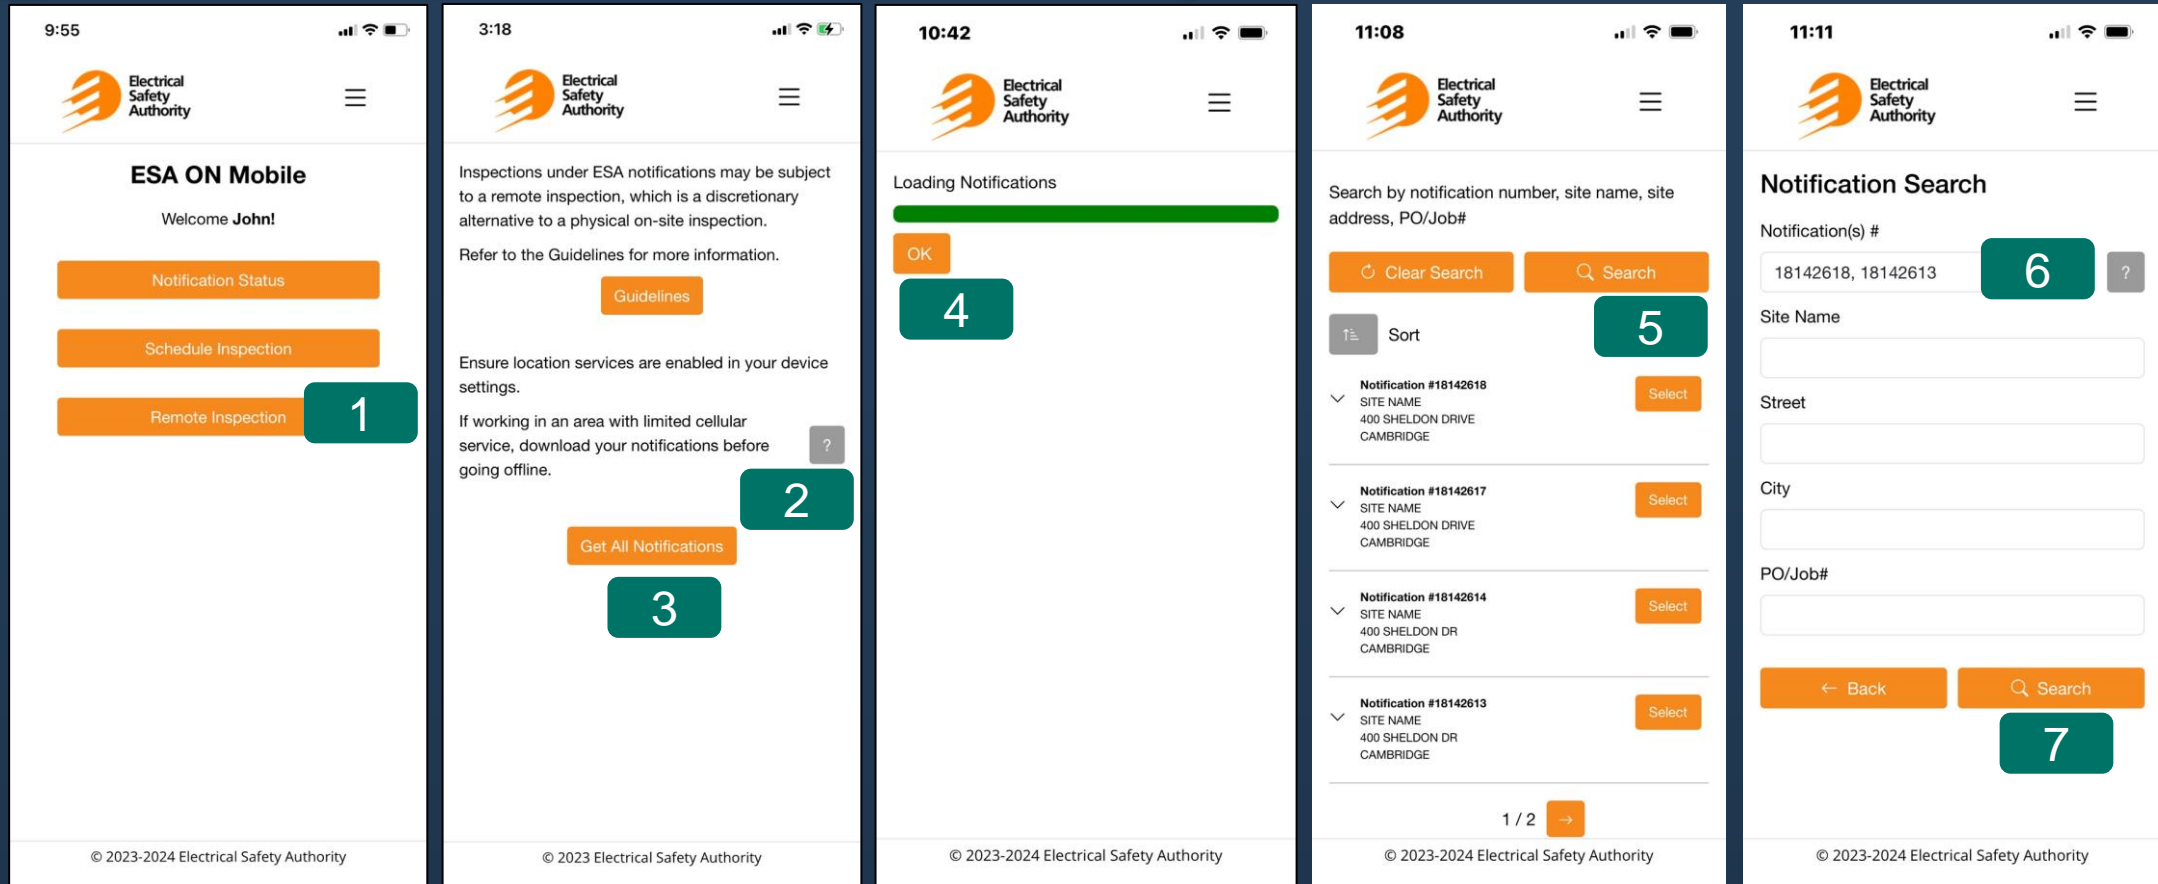 9:55
Electrical
Safety
Authority
ESA ON Mobile
Welcome John!
Notification Status
Schedule Inspection
Remote Inspection
1
© 2023-2024 Electrical Safety Authority
3:18
Electrical
Safety
Authority
Inspections under ESA notifications may be subject
to a remote inspection, which is a discretionary
alternative to a physical on-site inspection.
Refer to the Guidelines for more information.
Guidelines
Ensure location services are enabled in your device
settings.
If working in an area with limited cellular
service, download your notifications before
going offline.
?
2
Get All Notifications
3
© 2023 Electrical Safety Authority
10:42
Electrical
Safety
Authority
Loading Notifications
OK
4
© 2023-2024 Electrical Safety Authority
11:08
Electrical
Safety
Authority
Search by notification number, site name, site
address, PO/Job#
Clear Search
Search
5
Sort
Notification #18142618
SITE NAME
400 SHELDON DRIVE
CAMBRIDGE
Select
Notification #18142617
SITE NAME
400 SHELDON DRIVE
CAMBRIDGE
Select
Notification #18142614
SITE NAME
400 SHELDON DR
CAMBRIDGE
Select
Notification #18142613
SITE NAME
400 SHELDON DR
CAMBRIDGE
Select
1 / 2 →
© 2023-2024 Electrical Safety Authority
11:11
Electrical
Safety
Authority
Notification Search
Notification(s) #
18142618, 18142613
6
?
Site Name
Street
City
PO/Job#
← Back
Search
7
© 2023-2024 Electrical Safety Authority